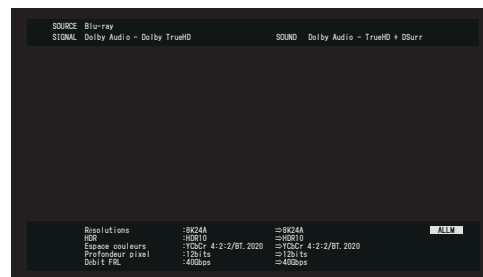 SOURCE Blu-ray
SIGNAL Dolby Audio - Dolby TrueHD SOUND Dolby Audio - TrueHD + DSurr
Résolutions :8K24A ⇒8K24A ALLM
HDR :HDR10 ⇒HDR10
Espace couleurs :YCbCr 4:2:2/BT.2020 ⇒YCbCr 4:2:2/BT.2020
Profondeur pixel :12bits ⇒12bits
Débit FRL :40Gbps ⇒40Gbps